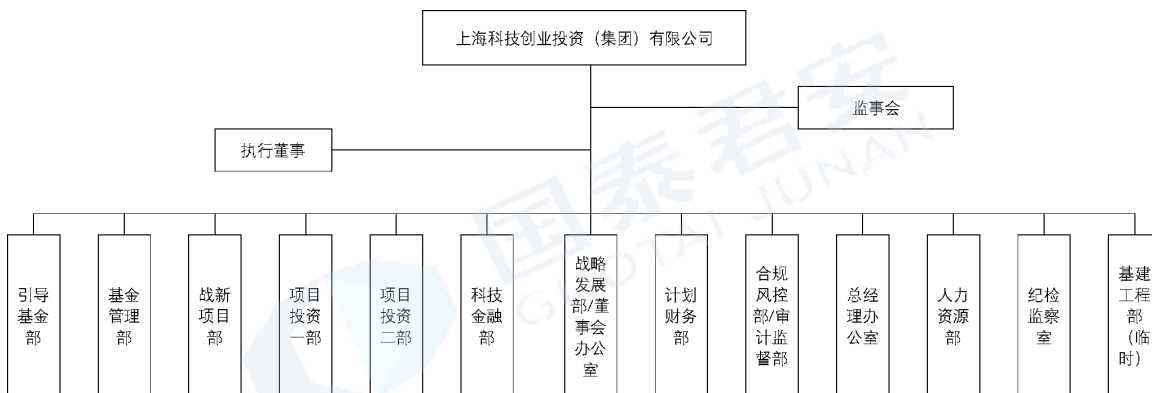 上海科技创业投资（集团）有限公司
监事会
执行董事
引导
基金
部
基金
管理
部
战新
项目
部
项目
投资
一部
项目
投资
二部
科技
金融
部
战略
发展
部/董
事会
办公
室
计划
财务
部
合规
风控
部/审
计监
督部
总经
理办
公室
人力
资源
部
纪检
监察
室
基建
工程
部
（临
时）
国泰君安
GUOTAI JUNAN